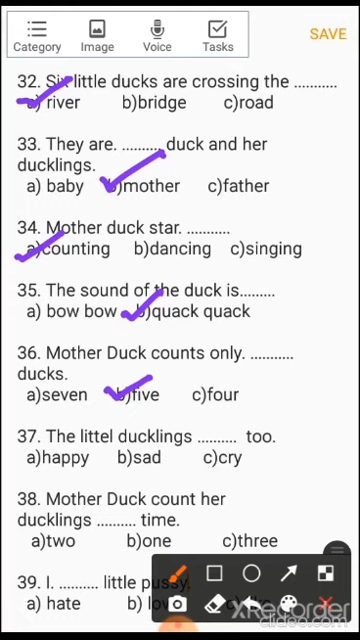 Category Image Voice Tasks SAVE
32. Six little ducks are crossing the ...........
a) river b)bridge c)road
33. They are. .......... duck and her
ducklings.
a) baby b)mother c)father
34. Mother duck star. ...........
a)counting b)dancing c)singing
35. The sound of the duck is.........
a) bow bow b)quack quack
36. Mother Duck counts only. ...........
ducks.
a)seven b)five c)four
37. The littel ducklings .......... too.
a)happy b)sad c)cry
38. Mother Duck count her
ducklings .......... time.
a)two b)one c)three
39. I. .......... little pussy.
a) hate b)
XRECORDER